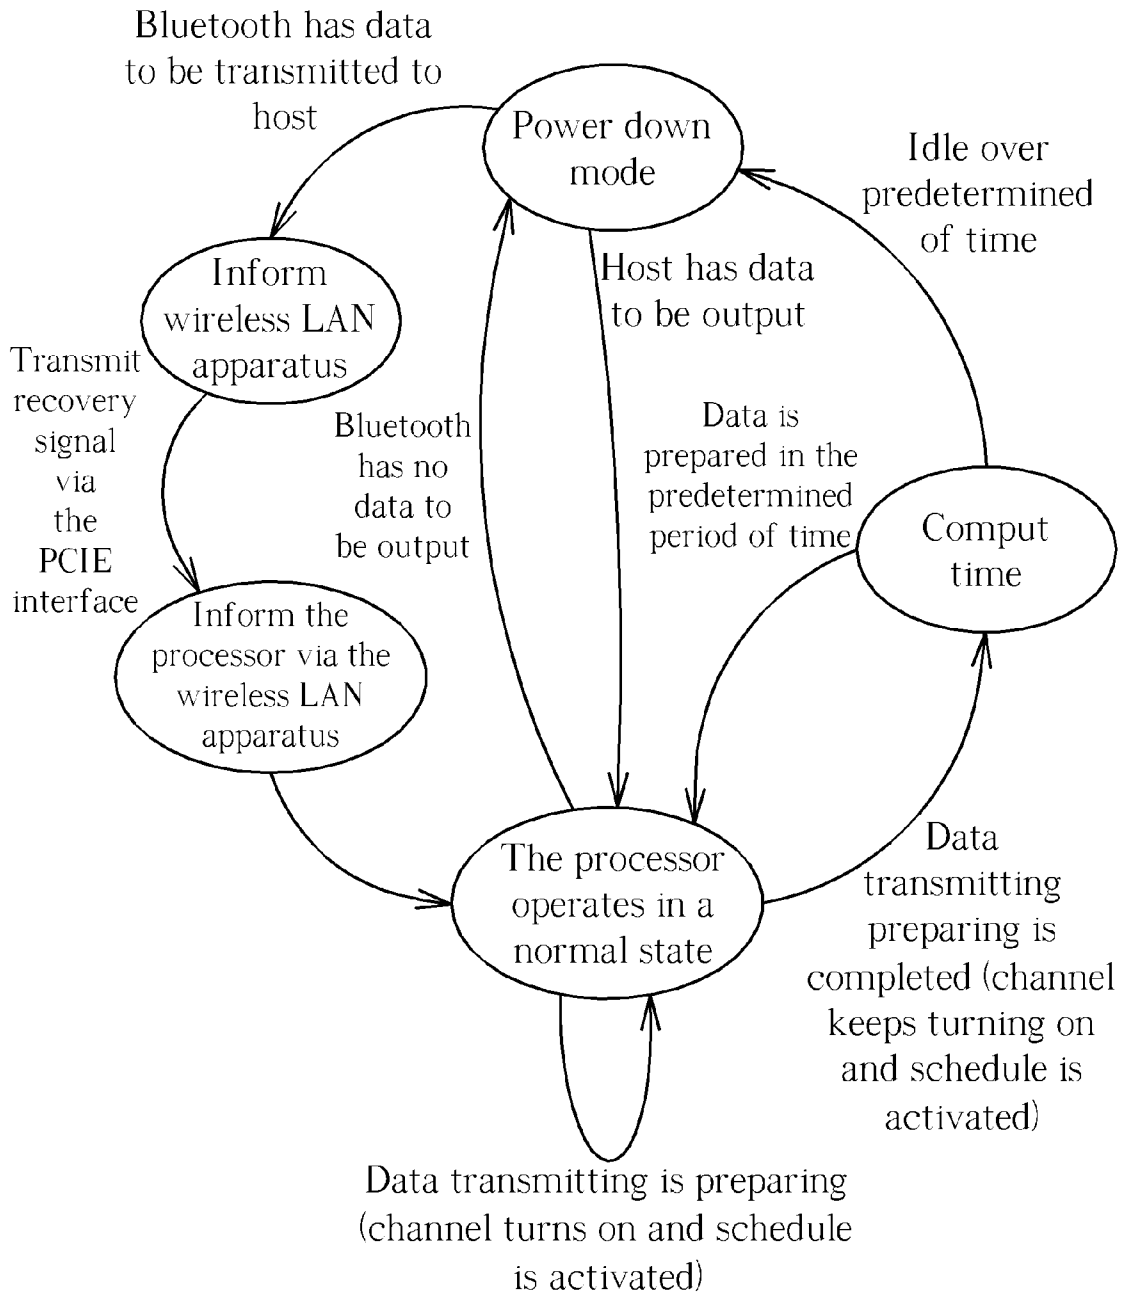 Bluetooth has data
to be transmitted to
host
Power down
mode
Idle over
predetermined
of time
Inform
wireless LAN
apparatus
Host has data
to be output
Transmit
recovery
signal
via
the
PCIE
interface
Bluetooth
has no
data to
be output
Data is
prepared in the
predetermined
period of time
Comput
time
Inform the
processor via the
wireless LAN
apparatus
The processor
operates in a
normal state
Data
transmitting
preparing is
completed (channel
keeps turning on
and schedule is
activated)
Data transmitting is preparing
(channel turns on and schedule
is activated)